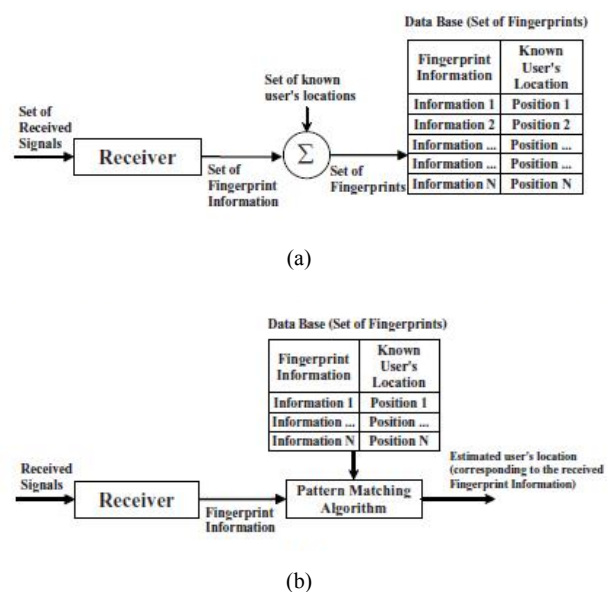 Data Base (Set of Fingerprints)
Fingerprint
Information
Known
User's
Location
Information 1
Position 1
Information 2
Position 2
Information ...
Position ...
Information ...
Position ...
Information N
Position N
Set of known
user's locations
Set of
Received
Signals
Receiver
Set of
Fingerprint
Information
Σ
Set of
Fingerprints
(a)
Data Base (Set of Fingerprints)
Fingerprint
Information
Known
User's
Location
Information 1
Position 1
Information ...
Position ...
Information N
Position N
Received
Signals
Receiver
Fingerprint
Information
Pattern Matching
Algorithm
Estimated user's location
(corresponding to the received
Fingerprint Information)
(b)